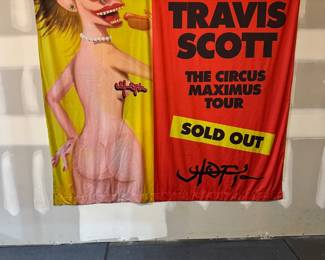 TRAVIS
SCOTT
THE CIRCUS
MAXIMUS
TOUR
SOLD OUT